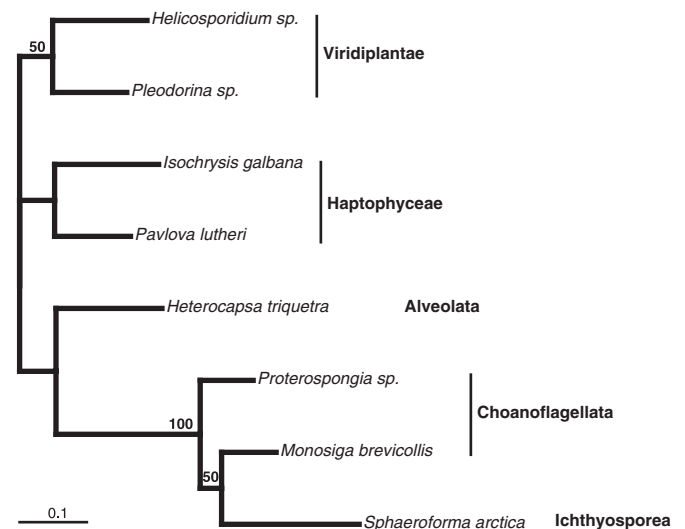 Helicosporidium sp.
50
Viridiplantae
Pleodorina sp.
Isochrysis galbana
Haptophyceae
Pavlova lutheri
Heterocapsa triquetra
Alveolata
Proterospongia sp.
Choanoflagellata
100
Monosiga brevicollis
50
0.1
Sphaeroforma arctica
Ichthyosporea